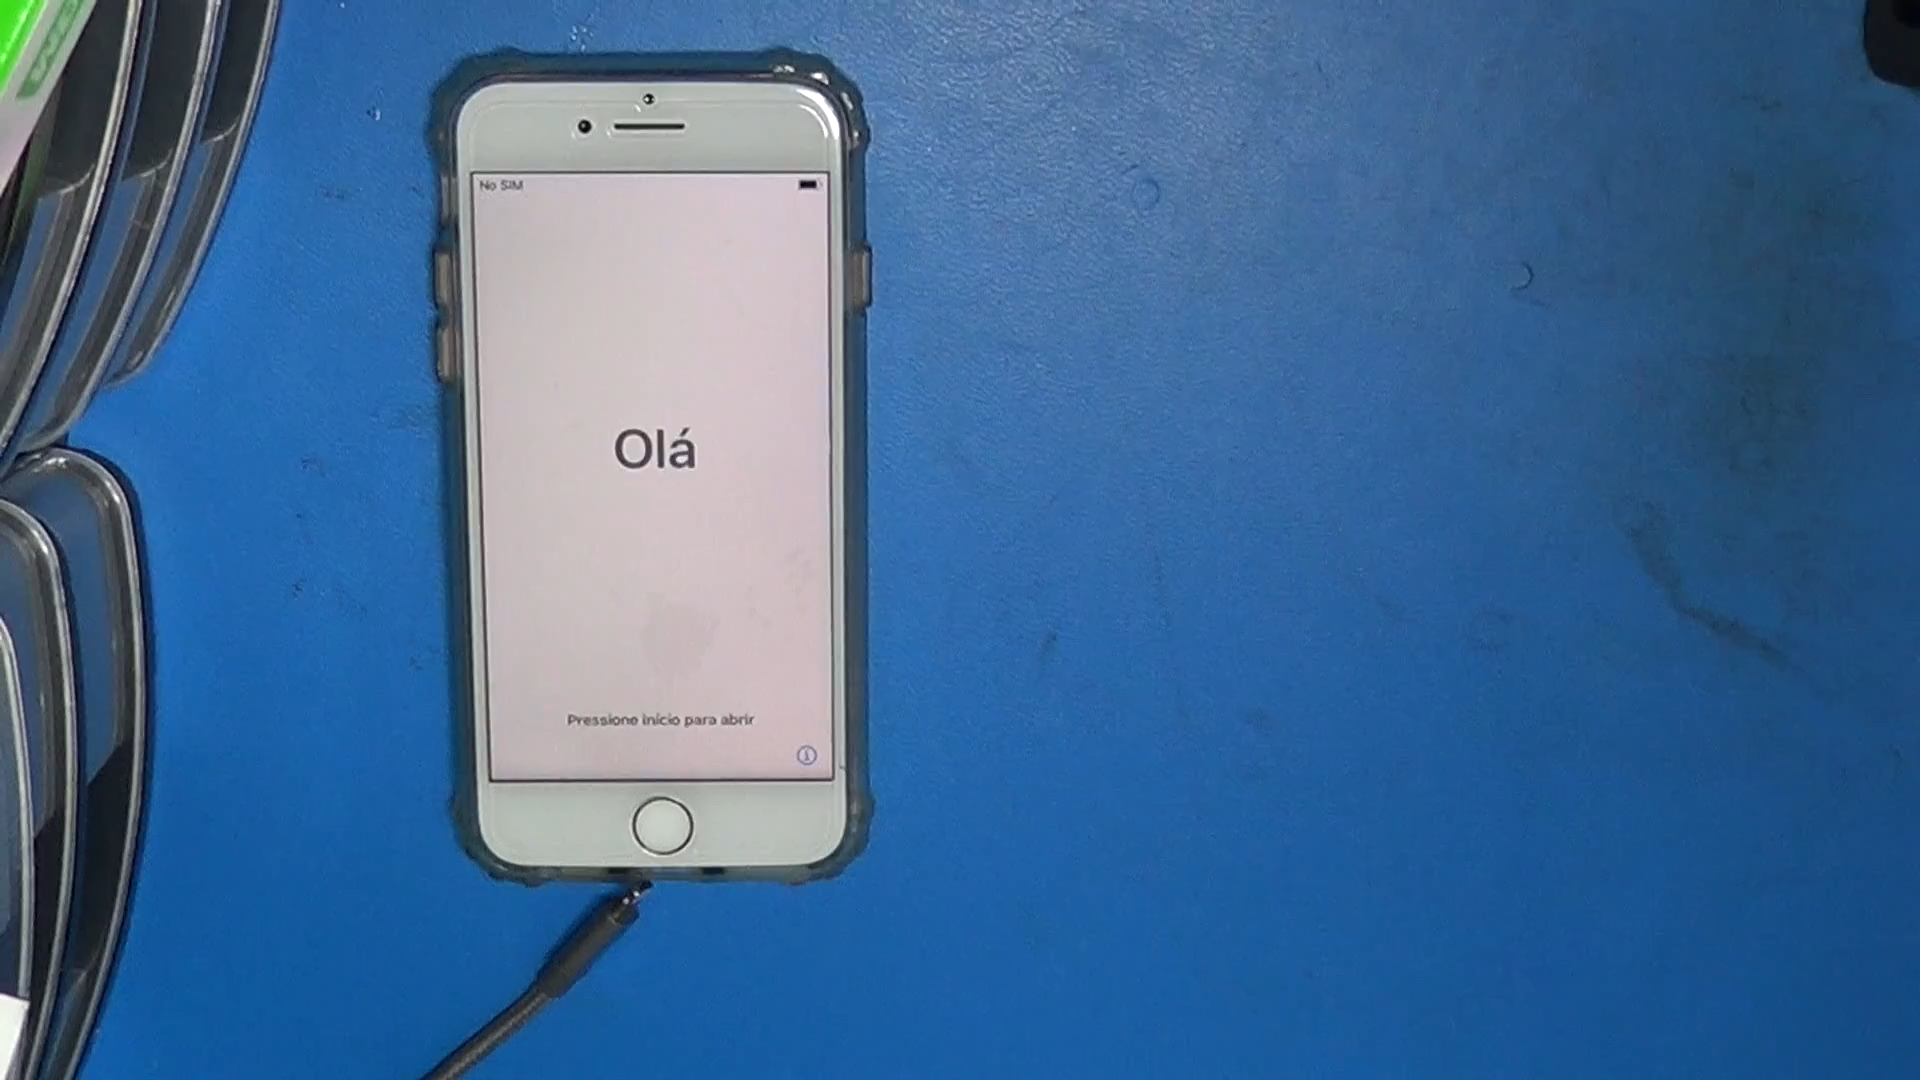 No SIM
Olá
Pressione Início para abrir